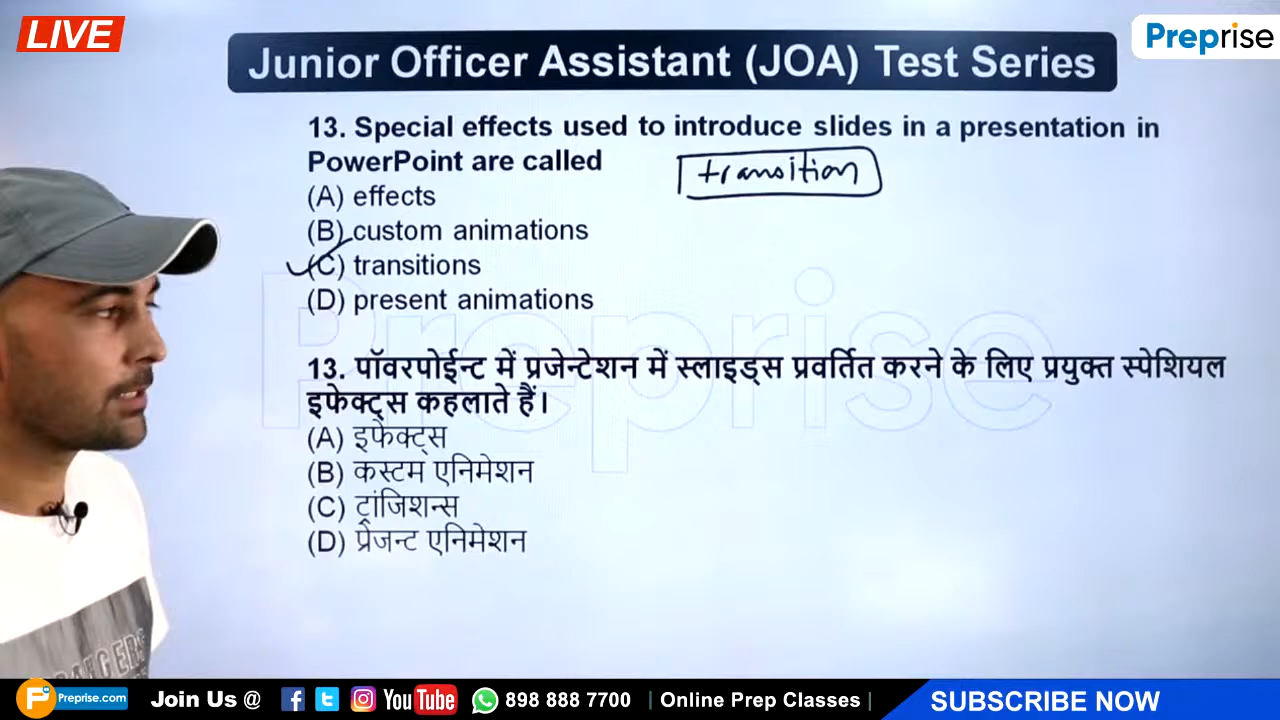 LIVE
Preprise
Junior Officer Assistant (JOA) Test Series
13. Special effects used to introduce slides in a presentation in
PowerPoint are called
transition
(A) effects
(B) custom animations
(C) transitions
(D) present animations
Preprise
13. पॉवरपोईन्ट में प्रजेन्टेशन में स्लाइड्स प्रवर्तित करने के लिए प्रयुक्त स्पेशियल
इफेक्ट्स कहलाते हैं।
(A) इफेक्ट्स
(B) कस्टम एनिमेशन
(C) ट्रांजिशन्स
(D) प्रेजन्ट एनिमेशन
Preprise.com Join Us @ YouTube 898 888 7700 | Online Prep Classes | SUBSCRIBE NOW